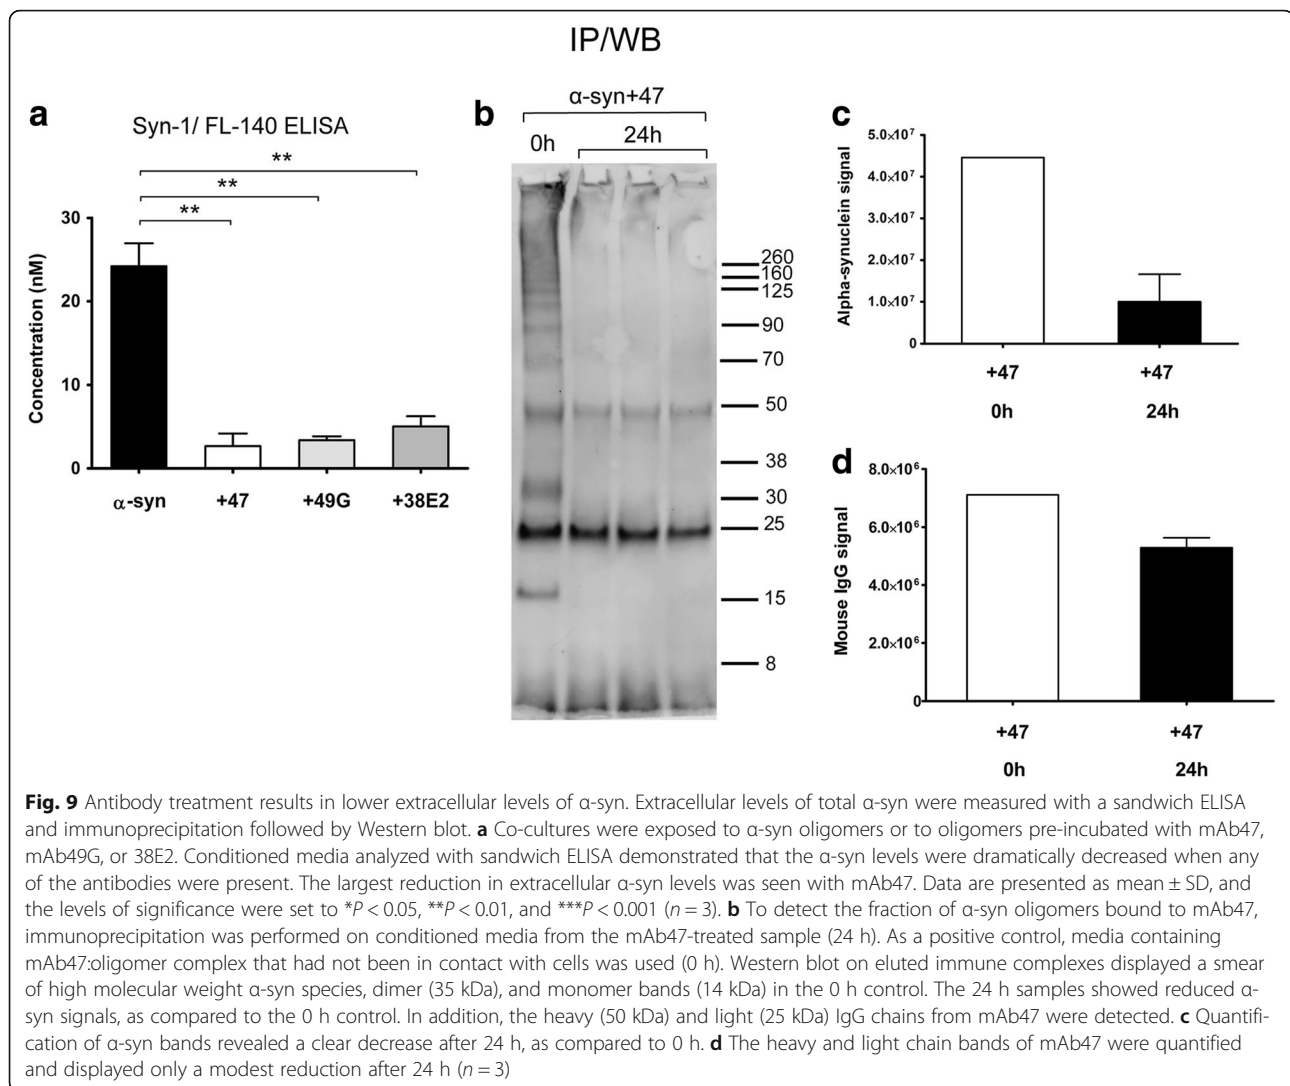 IP/WB
a
Syn-1/ FL-140 ELISA
**
**
**
30
20
10
0
Concentration (nM)
α-syn +47 +49G +38E2
b
α-syn+47
0h 24h
260
160
125
90
70
50
38
30
25
15
8
c
5.0×10⁷
4.0×10⁷
3.0×10⁷
2.0×10⁷
1.0×10⁷
0
Alpha-synuclein signal
+47 +47
0h 24h
d
8.0×10⁶
6.0×10⁶
4.0×10⁶
2.0×10⁶
0
Mouse IgG signal
+47 +47
0h 24h
Fig. 9 Antibody treatment results in lower extracellular levels of α-syn. Extracellular levels of total α-syn were measured with a sandwich ELISA
and immunoprecipitation followed by Western blot. a Co-cultures were exposed to α-syn oligomers or to oligomers pre-incubated with mAb47,
mAb49G, or 38E2. Conditioned media analyzed with sandwich ELISA demonstrated that the α-syn levels were dramatically decreased when any
of the antibodies were present. The largest reduction in extracellular α-syn levels was seen with mAb47. Data are presented as mean ± SD, and
the levels of significance were set to *P < 0.05, **P < 0.01, and ***P < 0.001 (n = 3). b To detect the fraction of α-syn oligomers bound to mAb47,
immunoprecipitation was performed on conditioned media from the mAb47-treated sample (24 h). As a positive control, media containing
mAb47:oligomer complex that had not been in contact with cells was used (0 h). Western blot on eluted immune complexes displayed a smear
of high molecular weight α-syn species, dimer (35 kDa), and monomer bands (14 kDa) in the 0 h control. The 24 h samples showed reduced α-
syn signals, as compared to the 0 h control. In addition, the heavy (50 kDa) and light (25 kDa) IgG chains from mAb47 were detected. c Quantifi-
cation of α-syn bands revealed a clear decrease after 24 h, as compared to 0 h. d The heavy and light chain bands of mAb47 were quantified
and displayed only a modest reduction after 24 h (n = 3)